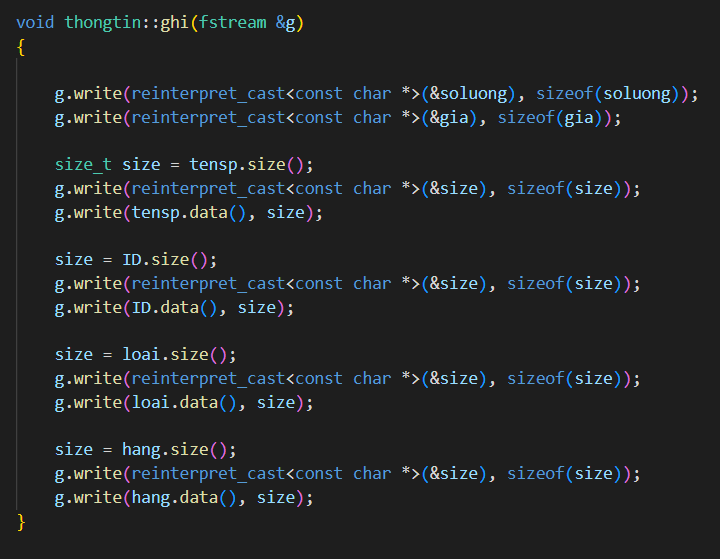 void thongtin::ghi(fstream &g)
{
g.write(reinterpret_cast<const char *>(&soluong), sizeof(soluong));
g.write(reinterpret_cast<const char *>(&gia), sizeof(gia));
size_t size = tensp.size();
g.write(reinterpret_cast<const char *>(&size), sizeof(size));
g.write(tensp.data(), size);
size = ID.size();
g.write(reinterpret_cast<const char *>(&size), sizeof(size));
g.write(ID.data(), size);
size = loai.size();
g.write(reinterpret_cast<const char *>(&size), sizeof(size));
g.write(loai.data(), size);
size = hang.size();
g.write(reinterpret_cast<const char *>(&size), sizeof(size));
g.write(hang.data(), size);
}